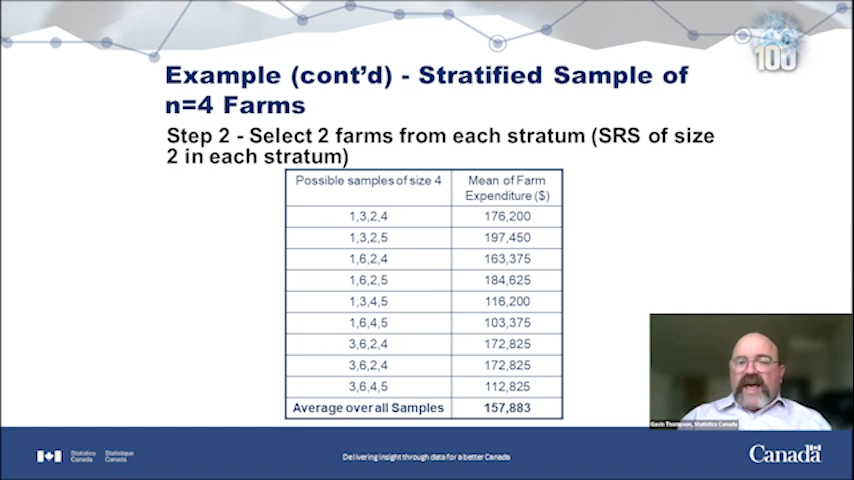 100
Example (cont'd) - Stratified Sample of
n=4 Farms
Step 2 - Select 2 farms from each stratum (SRS of size
2 in each stratum)
Possible samples of size 4 Mean of Farm
Expenditure ($)
1,3,2,4 176,200
1,3,2,5 197,450
1,6,2,4 163,375
1,6,2,5 184,625
1,3,4,5 116,200
1,6,4,5 103,375
3,6,2,4 172,825
3,6,2,4 172,825
3,6,4,5 112,825
Average over all Samples 157,883
Gavin Thompson, Statistics Canada
Statistics Statistique
Canada Canada
Delivering insight through data for a better Canada
Canada